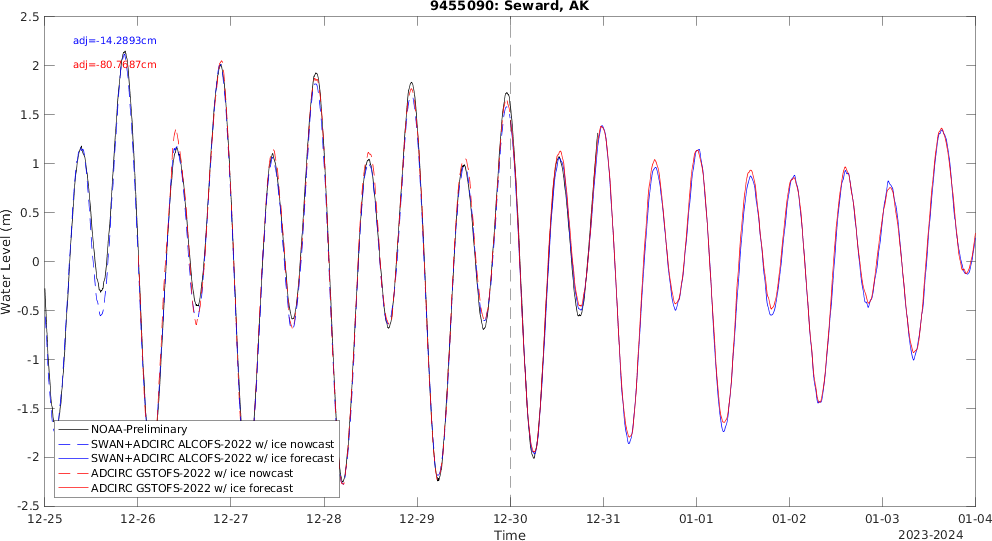 9455090: Seward, AK
2.5
2
1.5
1
0.5
0
-0.5
-1
-1.5
-2
-2.5
Water Level (m)
adj=-14.2893cm
adj=-80.7687cm
NOAA-Preliminary
SWAN+ADCIRC ALCOFS-2022 w/ ice nowcast
SWAN+ADCIRC ALCOFS-2022 w/ ice forecast
ADCIRC GSTOFS-2022 w/ ice nowcast
ADCIRC GSTOFS-2022 w/ ice forecast
12-25 12-26 12-27 12-28 12-29 12-30 12-31 01-01 01-02 01-03 01-04
Time
2023-2024